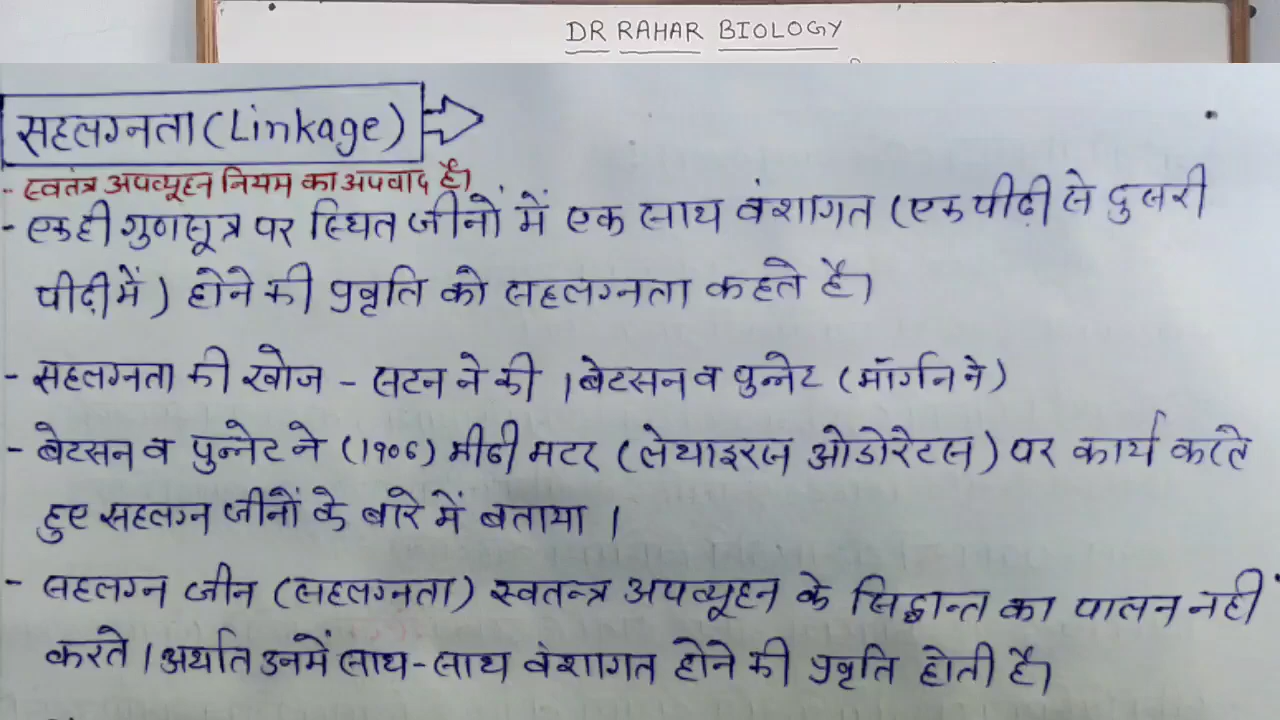 DR RAHAR BIOLOGY
सहलग्नता (Linkage)
- स्वतंत्र अपव्यूहन नियम का अपवाद है।
- एक ही गुणसूत्र पर स्थित जीनों में एक साथ वंशागत (एक पीढ़ी से दुसरी
पीढ़ी में) होने की प्रवृति को सहलग्नता कहते है।
- सहलग्नता की खोज - सटन ने की । बेटसन व पुन्नेट (मॉर्गन ने)
- बेटसन व पुन्नेट ने (1906) मीठी मटर (लेथाइरस ओडोरेटस) पर कार्य करते
हुए सहलग्न जीनों के बारे में बताया ।
- सहलग्न जीन (सहलग्नता) स्वतन्त्र अपव्यूहन के सिद्धान्त का पालन नहीं
करते । अर्थात उनमें साथ-साथ वंशागत होने की प्रवृति होती है।